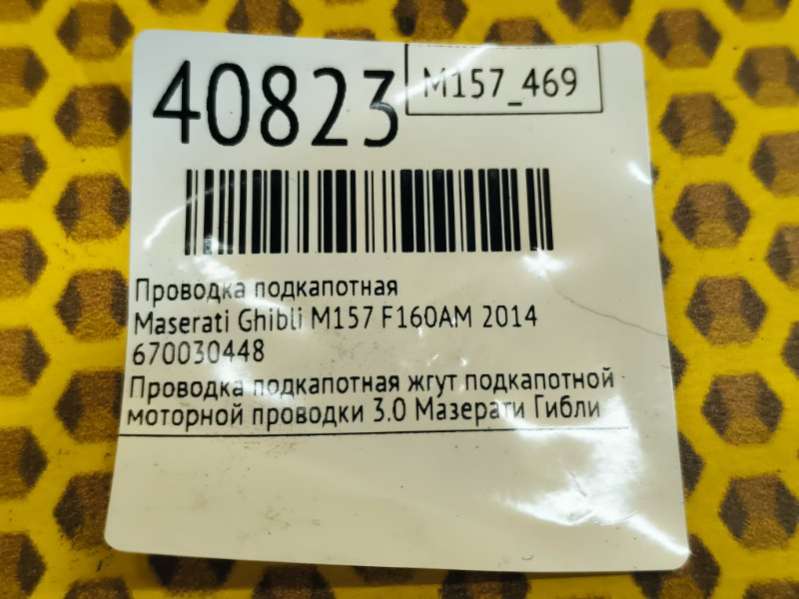 40823
M157_469
Проводка подкапотная
Maserati Ghibli M157 F160AM 2014
670030448
Проводка подкапотная жгут подкапотной
моторной проводки 3.0 Мазерати Гибли